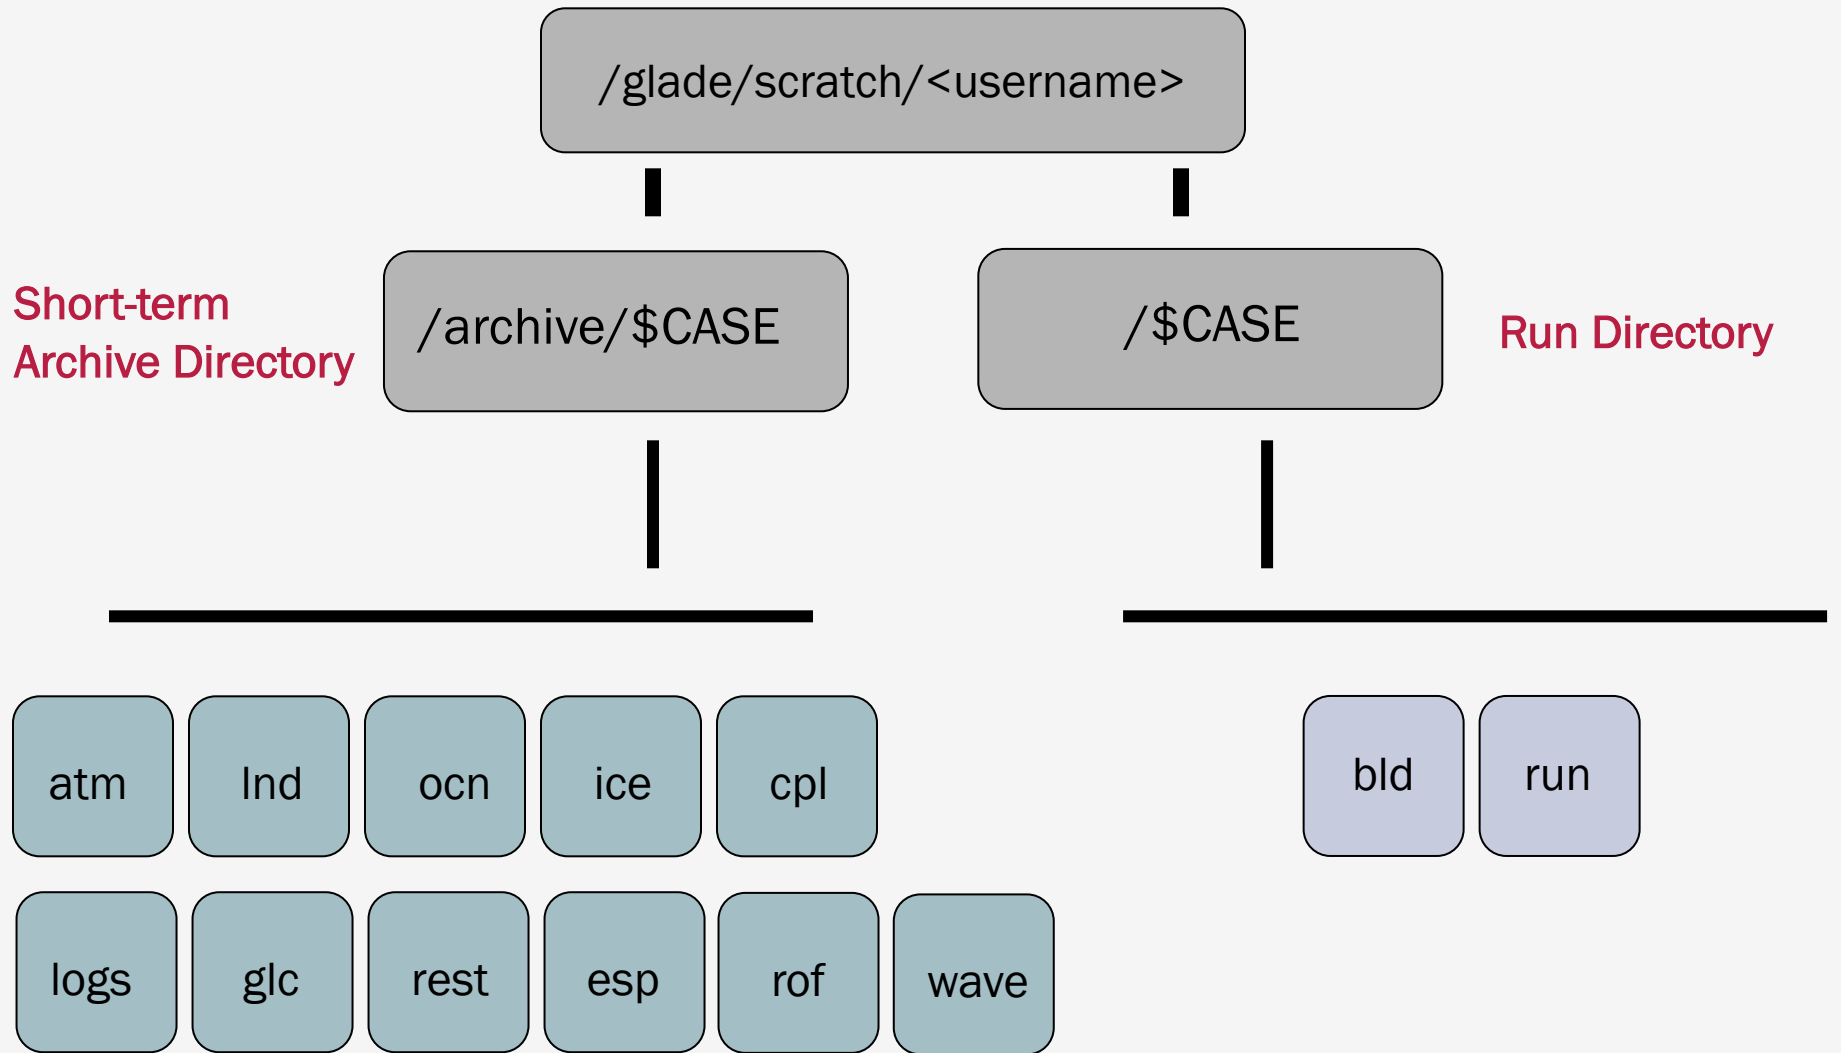 /glade/scratch/<username>
Short-term
Archive Directory
/archive/$CASE
/$CASE
Run Directory
atm
lnd
ocn
ice
cpl
bld
run
logs
glc
rest
esp
rof
wave